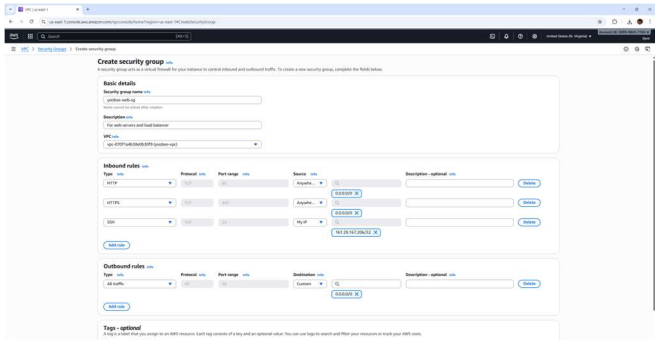 VPC | us-east-1
us-east-1.console.aws.amazon.com/vpcconsole/home?region=us-east-1#CreateSecurityGroup:
aws
Search
[Alt+S]
United States (N. Virginia)
VPC > Security Groups > Create security group
Create security group Info
A security group acts as a virtual firewall for your instance to control inbound and outbound traffic. To create a new security group, complete the fields below.
Basic details
Security group name Info
Name cannot be edited after creation.
Description Info
For web servers and load balancer
VPC Info
Inbound rules Info
Type Info Protocol Info Port range Info Source Info Description - optional Info
HTTP TCP 80 Anywhe... Delete
0.0.0.0/0
HTTPS TCP 443 Anywhe... Delete
0.0.0.0/0
SSH TCP 22 My IP Delete
161.29.167.206/32
Add rule
Outbound rules Info
Type Info Protocol Info Port range Info Destination Info Description - optional Info
All traffic All All Custom Delete
0.0.0.0/0
Add rule
Tags - optional
A tag is a label that you assign to an AWS resource. Each tag consists of a key and an optional value. You can use tags to search and filter your resources or track your AWS costs.